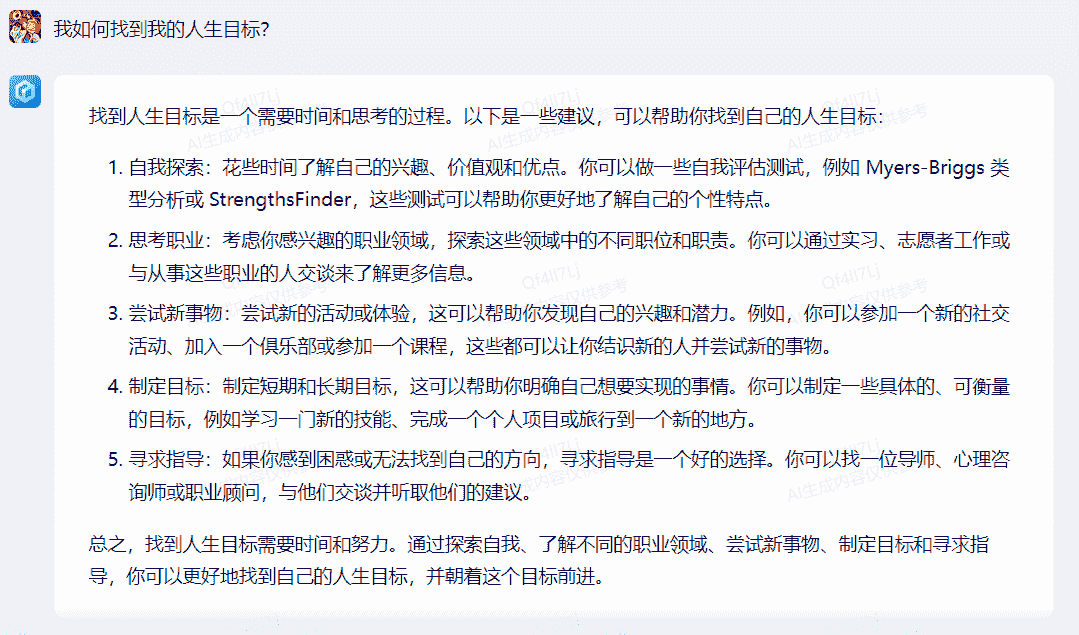 我如何找到我的人生目标？
找到人生目标是一个需要时间和思考的过程。以下是一些建议，可以帮助你找到自己的人生目标：
1. 自我探索：花些时间了解自己的兴趣、价值观和优点。你可以做一些自我评估测试，例如 Myers-Briggs 类
型分析或 StrengthsFinder，这些测试可以帮助你更好地了解自己的个性特点。
2. 思考职业：考虑你感兴趣的职业领域，探索这些领域中的不同职位和职责。你可以通过实习、志愿者工作或
与从事这些职业的人交谈来了解更多信息。
3. 尝试新事物：尝试新的活动或体验，这可以帮助你发现自己的兴趣和潜力。例如，你可以参加一个新的社交
活动、加入一个俱乐部或参加一个课程，这些都可以让你结识新的人并尝试新的事物。
4. 制定目标：制定短期和长期目标，这可以帮助你明确自己想要实现的事情。你可以制定一些具体的、可衡量
的目标，例如学习一门新的技能、完成一个个人项目或旅行到一个新的地方。
5. 寻求指导：如果你感到困惑或无法找到自己的方向，寻求指导是一个好的选择。你可以找一位导师、心理咨
询师或职业顾问，与他们交谈并听取他们的建议。
总之，找到人生目标需要时间和努力。通过探索自我、了解不同的职业领域、尝试新事物、制定目标和寻求指
导，你可以更好地找到自己的人生目标，并朝着这个目标前进。